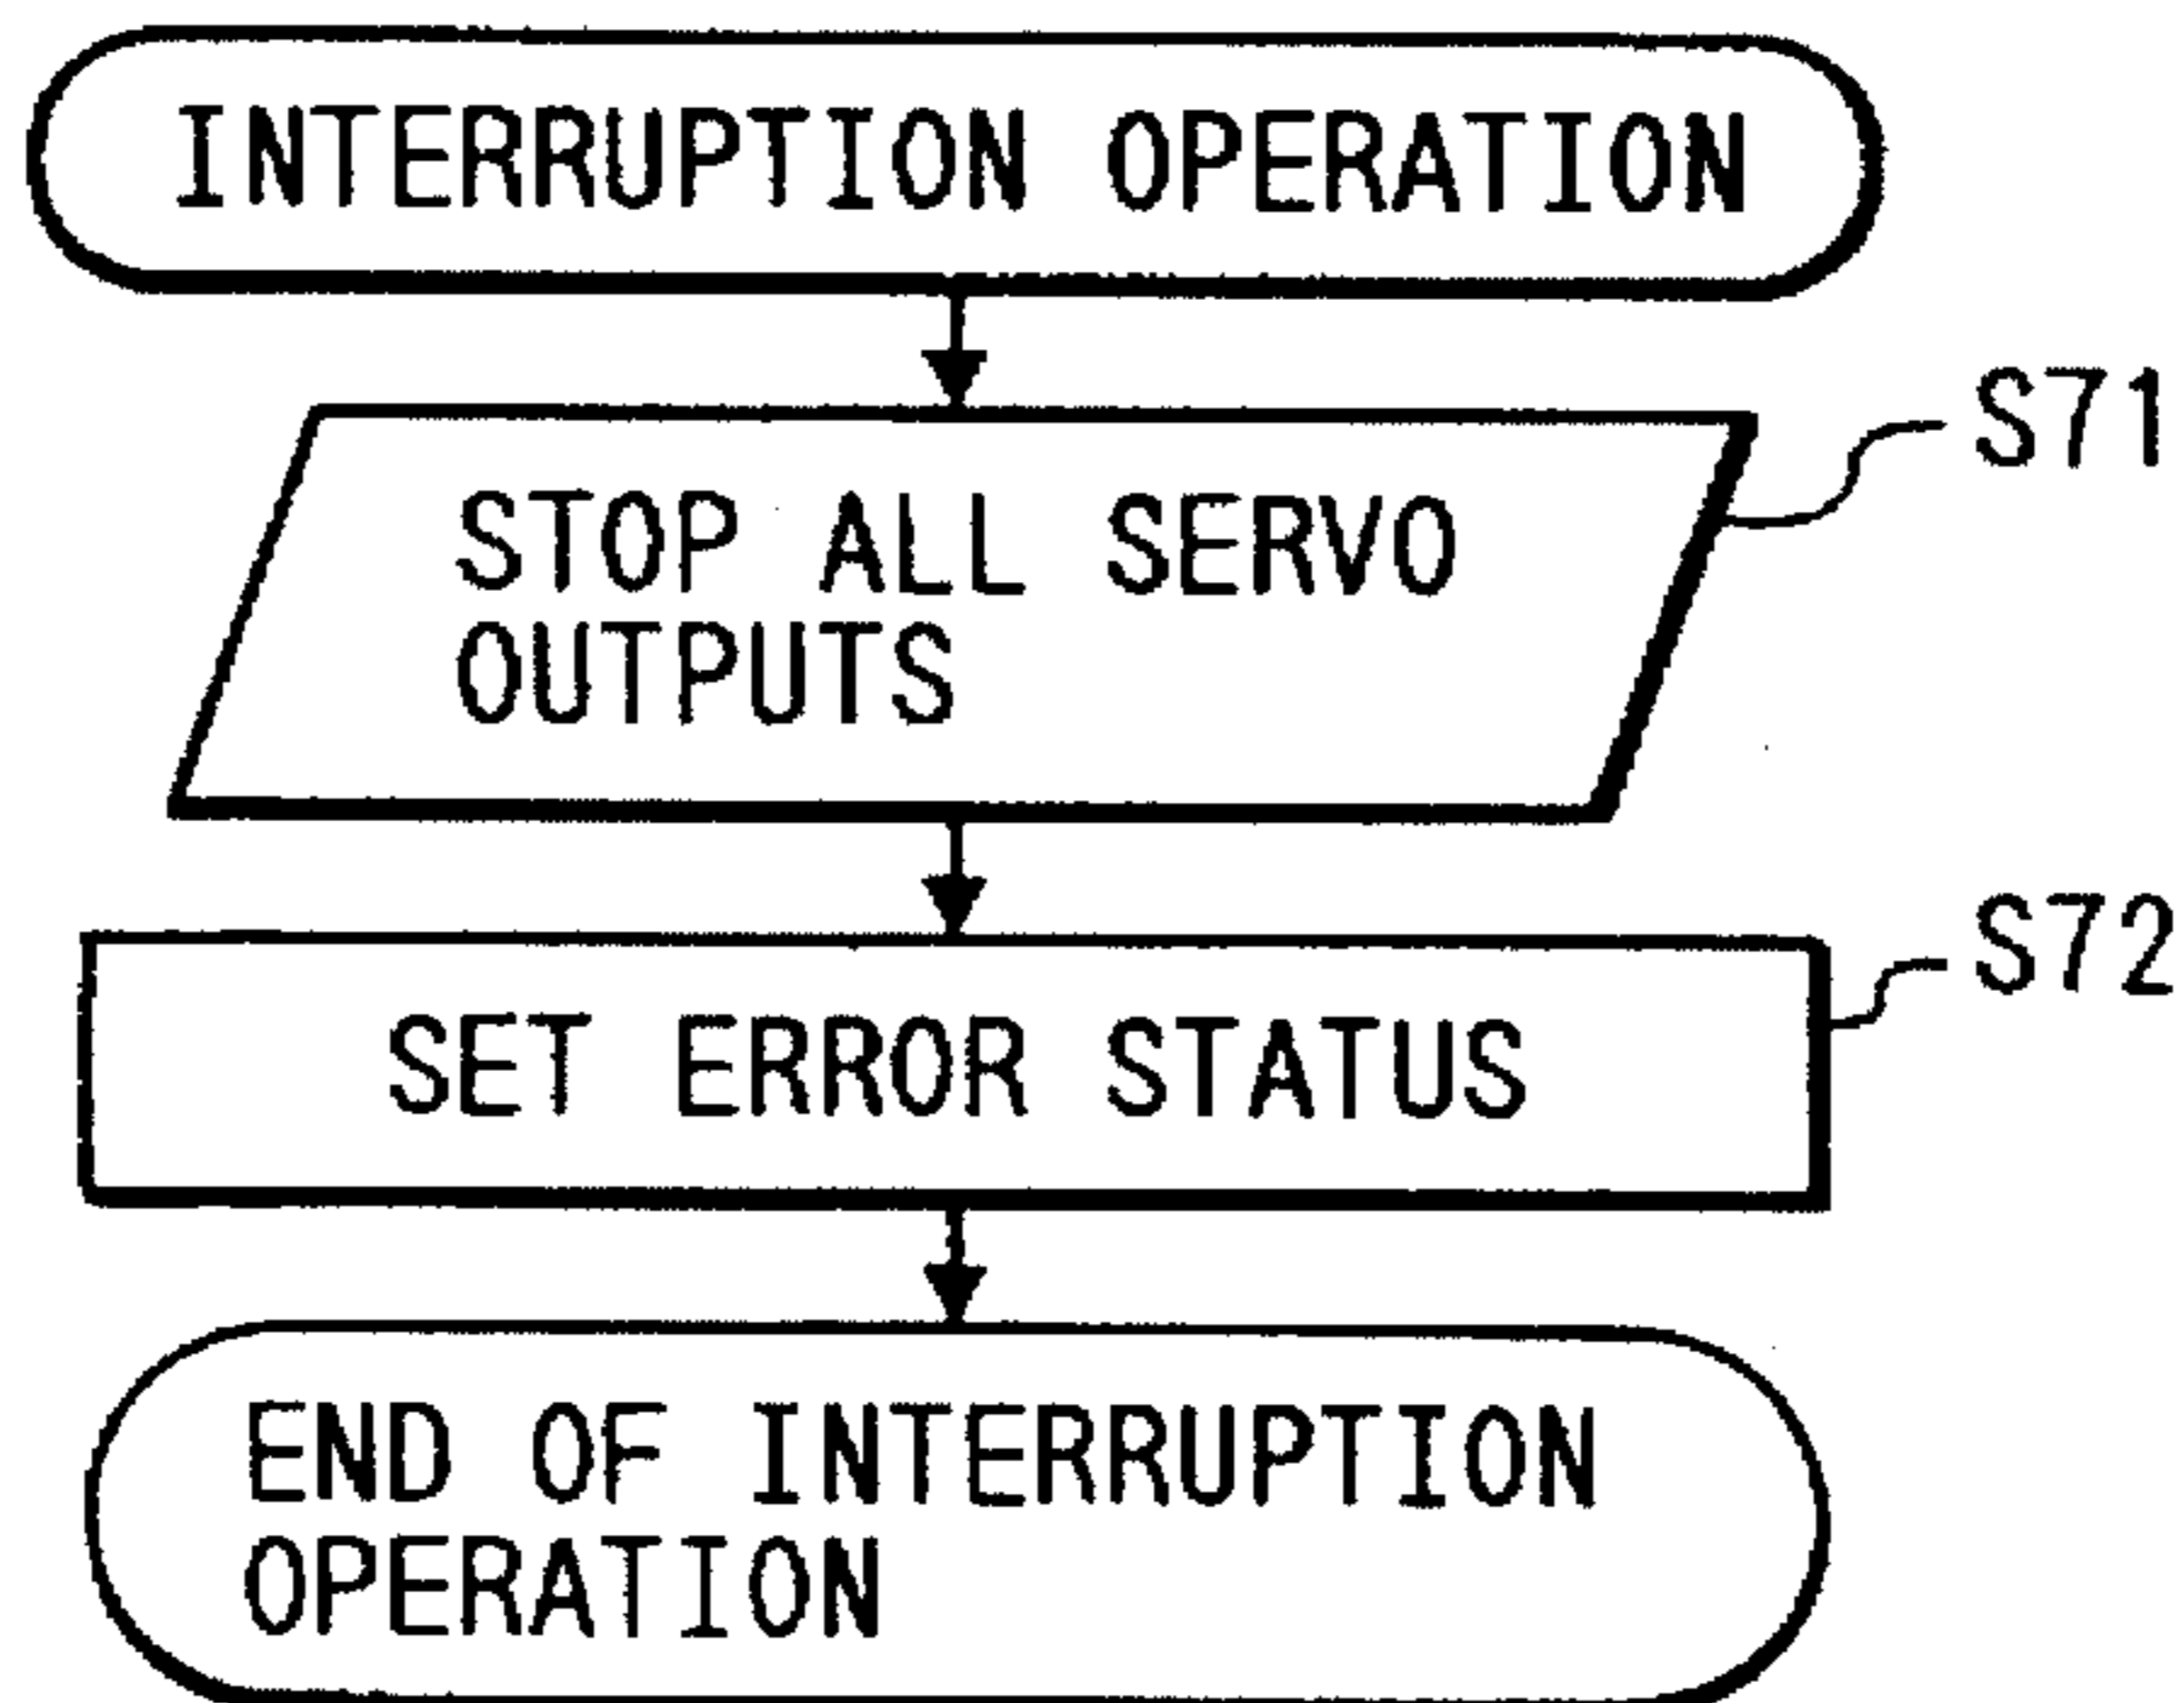 INTERRUPTION OPERATION
S71
STOP ALL SERVO
OUTPUTS
S72
SET ERROR STATUS
END OF INTERRUPTION
OPERATION